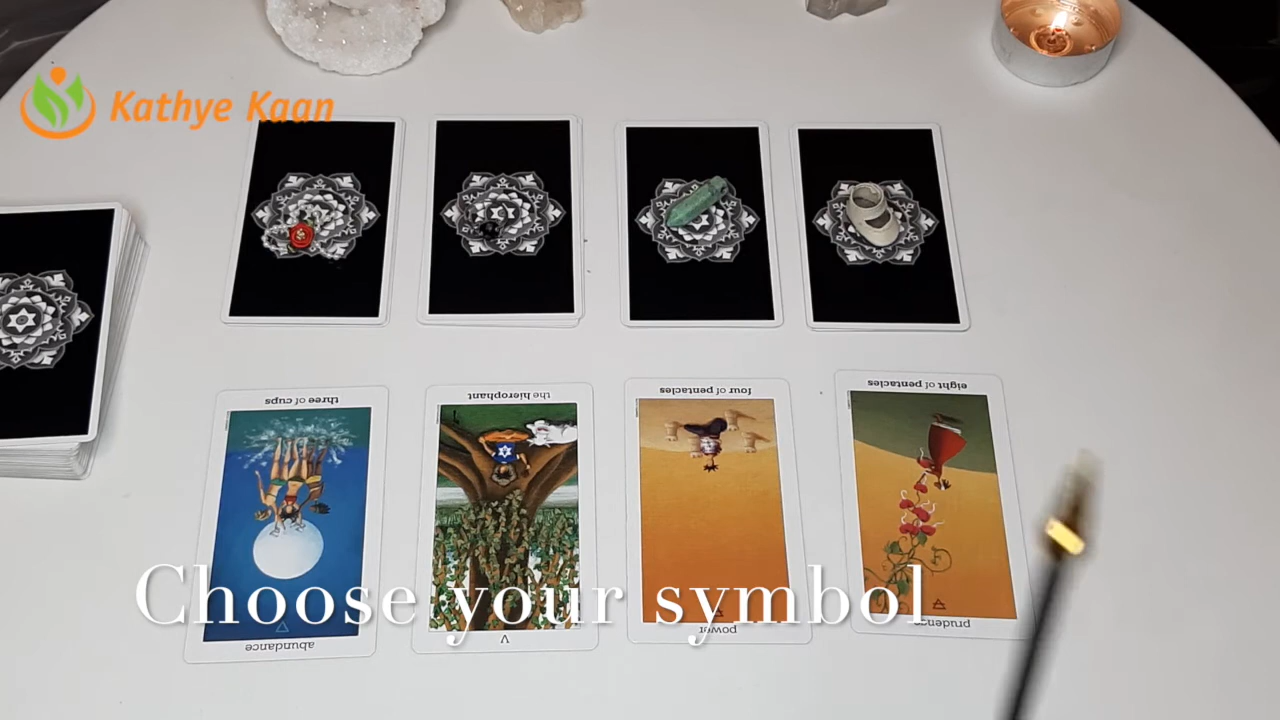 Kathye Kaan
three of cups
the hierophant
four of pentacles
eight of pentacles
Choose your symbol
abundance
V
power
prudence